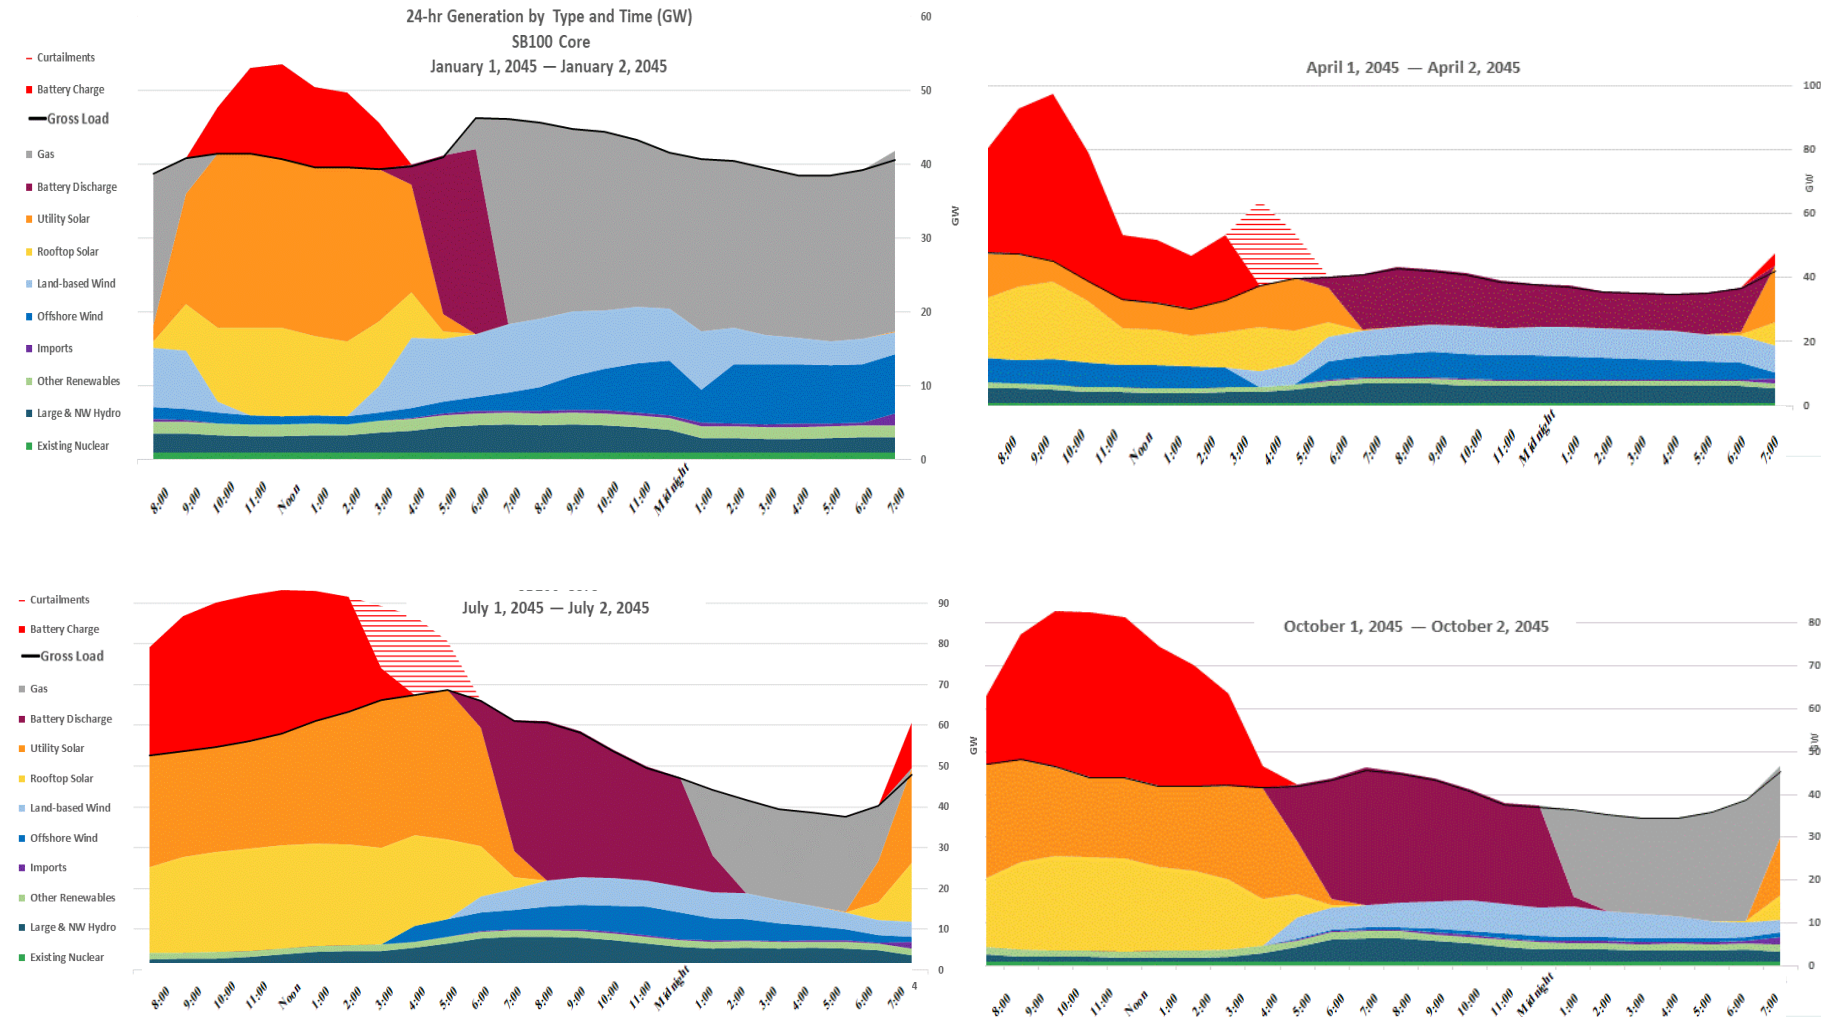 24-hr Generation by Type and Time (GW)
SB100 Core
January 1, 2045 — January 2, 2045
Curtailments
Battery Charge
Gross Load
Gas
Battery Discharge
Utility Solar
Rooftop Solar
Land-based Wind
Offshore Wind
Imports
Other Renewables
Large & NW Hydro
Existing Nuclear
60
50
40
30
20
10
0
GW
8:00 9:00 10:00 11:00 Noon 1:00 2:00 3:00 4:00 5:00 6:00 7:00 8:00 9:00 10:00 11:00 Midnight 1:00 2:00 3:00 4:00 5:00 6:00 7:00
April 1, 2045 — April 2, 2045
100
80
60
40
20
0
GW
8:00 9:00 10:00 11:00 Noon 1:00 2:00 3:00 4:00 5:00 6:00 7:00 8:00 9:00 10:00 11:00 Midnight 1:00 2:00 3:00 4:00 5:00 6:00 7:00
July 1, 2045 — July 2, 2045
Curtailments
Battery Charge
Gross Load
Gas
Battery Discharge
Utility Solar
Rooftop Solar
Land-based Wind
Offshore Wind
Imports
Other Renewables
Large & NW Hydro
Existing Nuclear
90
80
70
60
50
40
30
20
10
0
8:00 9:00 10:00 11:00 Noon 1:00 2:00 3:00 4:00 5:00 6:00 7:00 8:00 9:00 10:00 11:00 Midnight 1:00 2:00 3:00 4:00 5:00 6:00 7:00
4
October 1, 2045 — October 2, 2045
GW
80
70
60
50
40
30
20
10
0
GW
8:00 9:00 10:00 11:00 Noon 1:00 2:00 3:00 4:00 5:00 6:00 7:00 8:00 9:00 10:00 11:00 Midnight 1:00 2:00 3:00 4:00 5:00 6:00 7:00